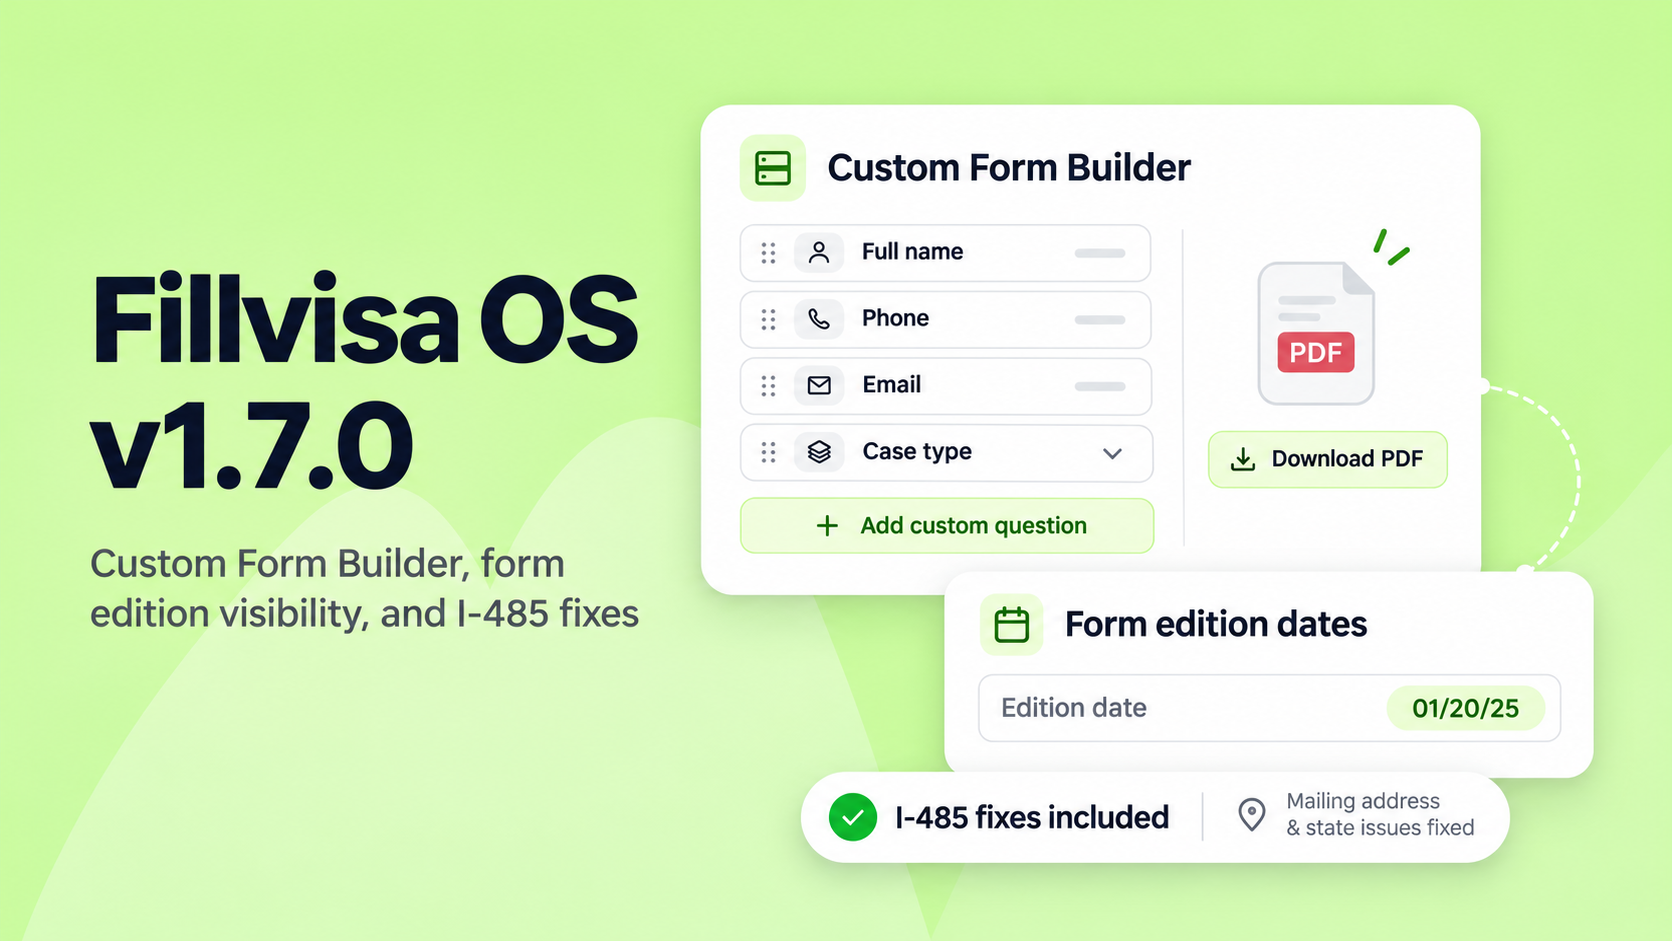 Fillvisa OS
v1.7.0
Custom Form Builder, form
edition visibility, and I-485 fixes
Custom Form Builder
Full name
Phone
Email
Case type
Add custom question
PDF
Download PDF
Form edition dates
Edition date
01/20/25
I-485 fixes included
Mailing address
& state issues fixed